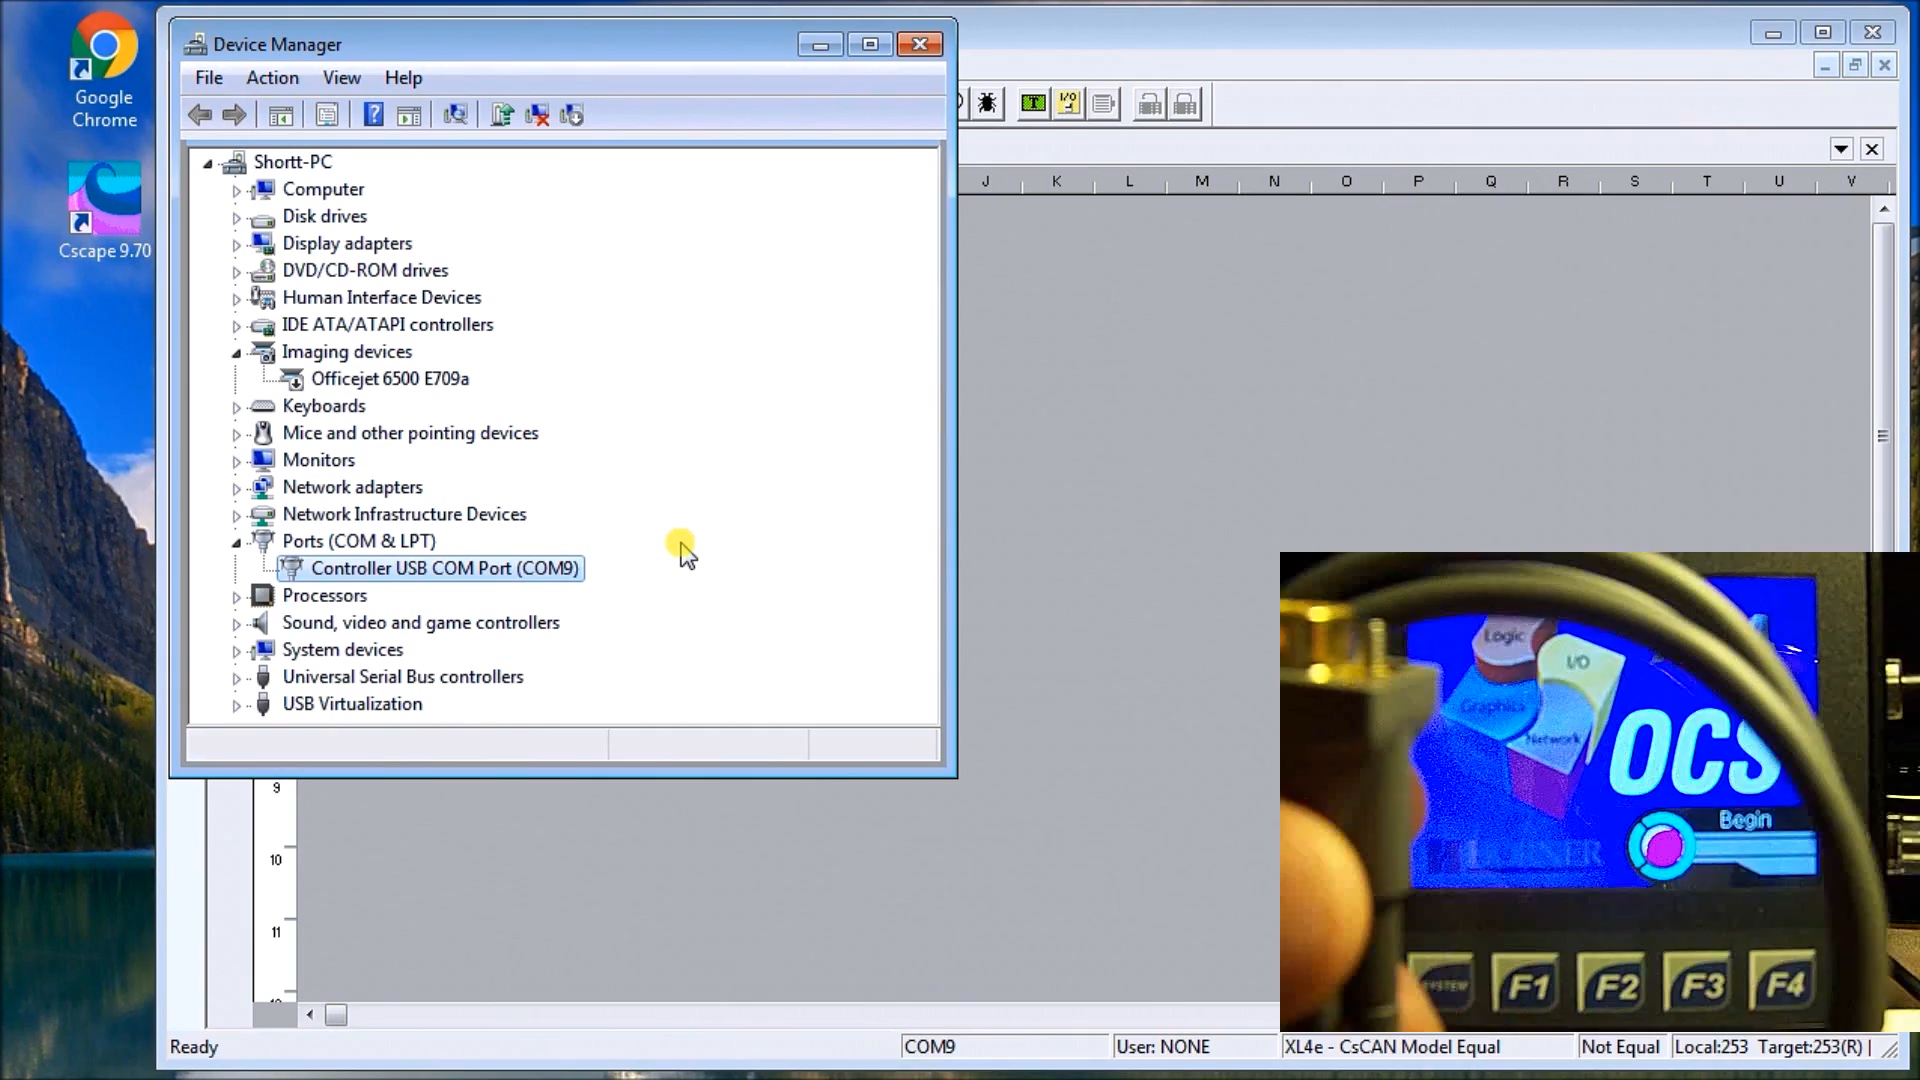 Google
Chrome
Cscape 9.70
Device Manager
File Action View Help
Shortt-PC
Computer
Disk drives
Display adapters
DVD/CD-ROM drives
Human Interface Devices
IDE ATA/ATAPI controllers
Imaging devices
Officejet 6500 E709a
Keyboards
Mice and other pointing devices
Monitors
Network adapters
Network Infrastructure Devices
Ports (COM & LPT)
Controller USB COM Port (COM9)
Processors
Sound, video and game controllers
System devices
Universal Serial Bus controllers
USB Virtualization
T I/O
J K L M N O P Q R S T U V
9
10
11
Logic
I/O
Graphics
Network
OCS
Begin
HORNER
SYSTEM F1 F2 F3 F4
Ready COM9 User: NONE XL4e - CsCAN Model Equal Not Equal Local:253 Target:253(R)